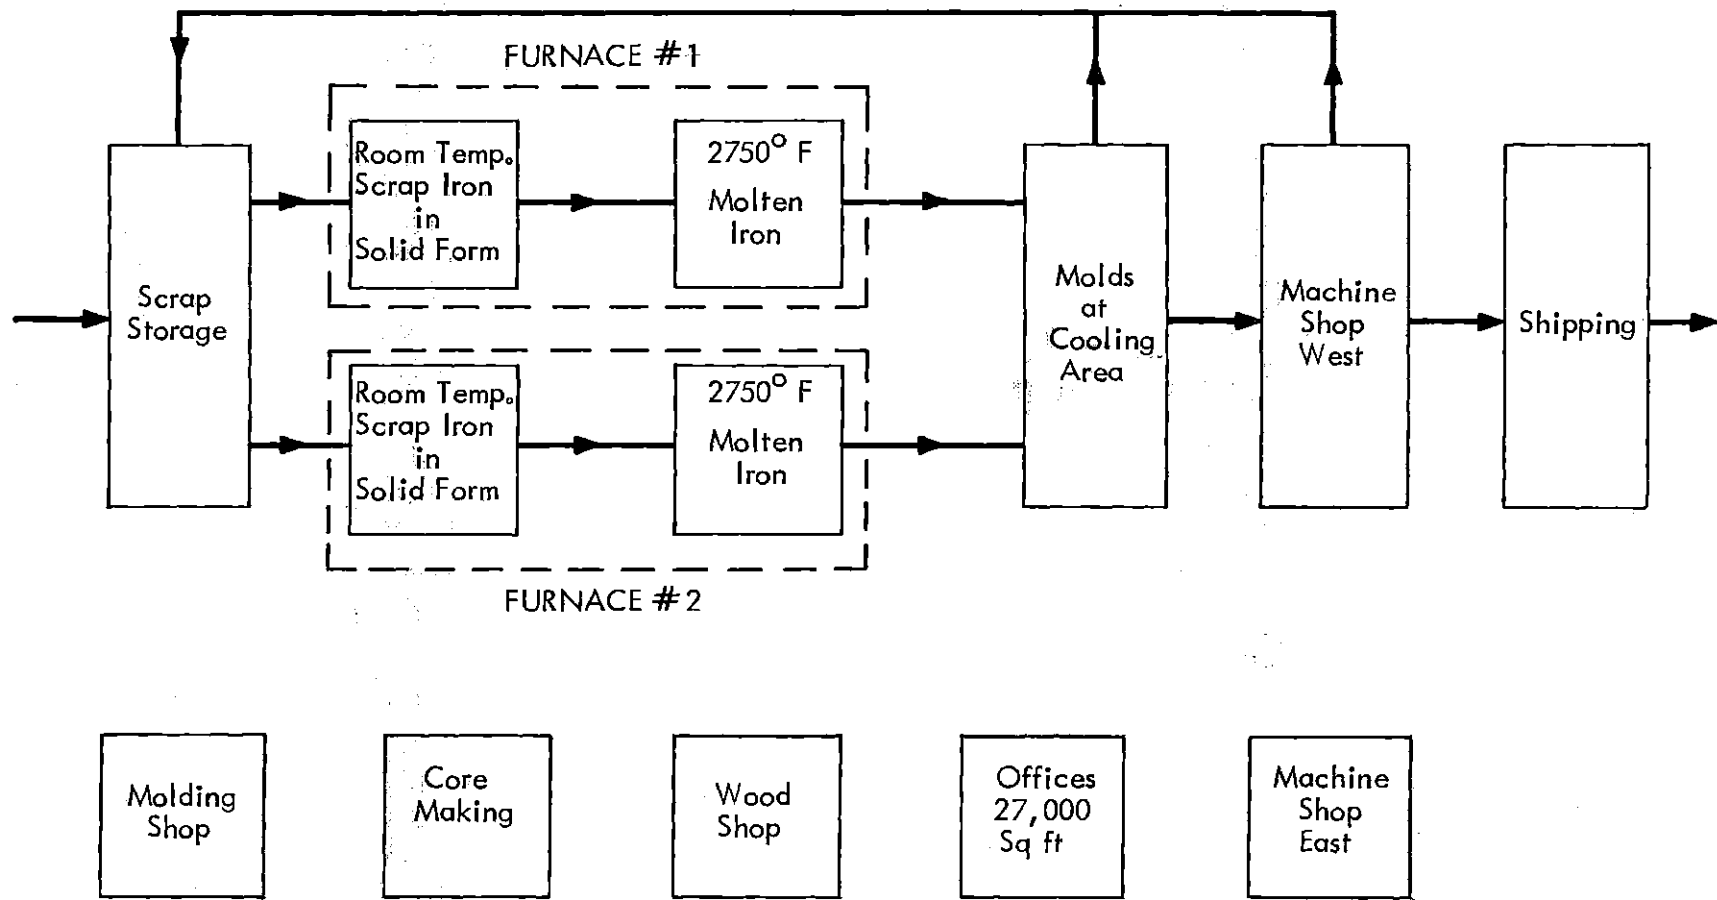 FURNACE #1
Scrap
Storage
Room Temp.
Scrap Iron
in
Solid Form
2750° F
Molten
Iron
Room Temp.
Scrap Iron
in
Solid Form
2750° F
Molten
Iron
FURNACE #2
Molds
at
Cooling
Area
Machine
Shop
West
Shipping
Molding
Shop
Core
Making
Wood
Shop
Offices
27,000
Sq ft
Machine
Shop
East